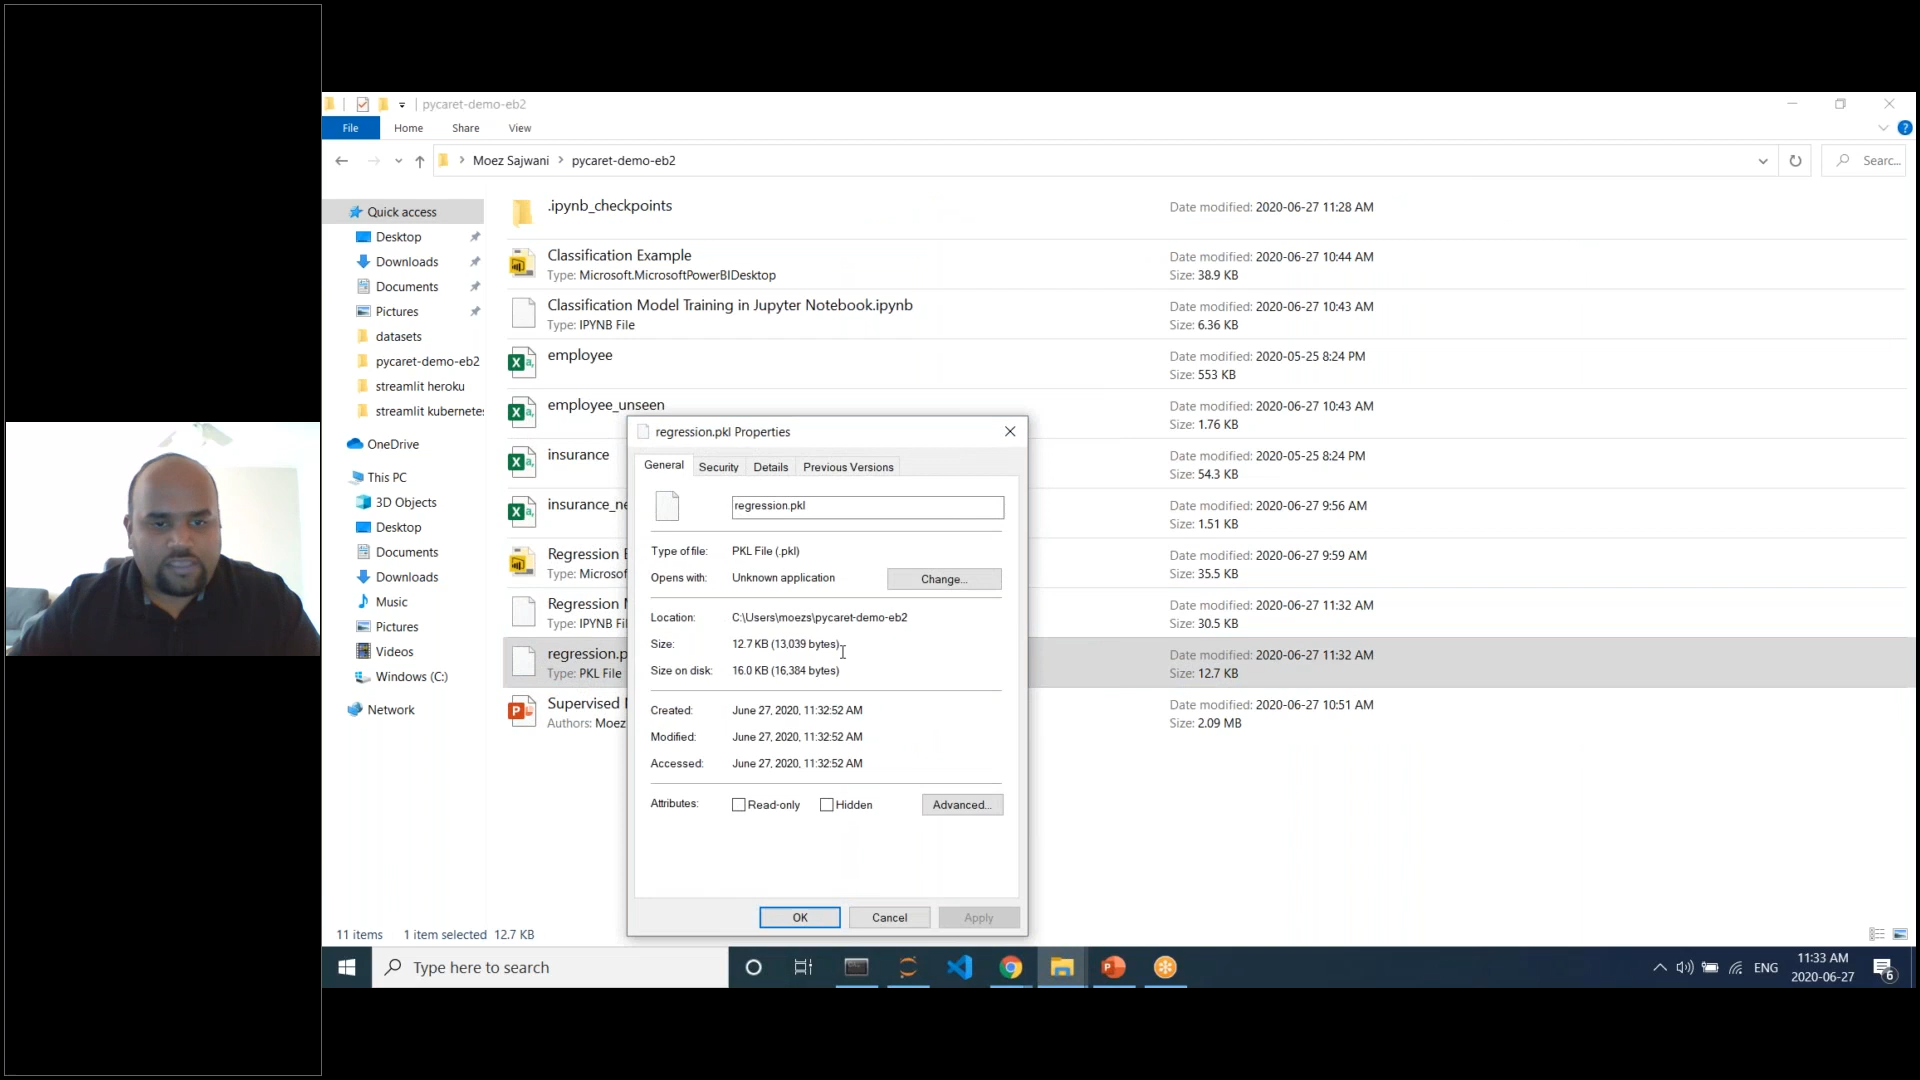 pycaret-demo-eb2
File Home Share View
Moez Sajwani pycaret-demo-eb2
Searc...
Quick access
Desktop
Downloads
Documents
Pictures
datasets
pycaret-demo-eb2
streamlit heroku
streamlit kubernetes
OneDrive
This PC
3D Objects
Desktop
Documents
Downloads
Music
Pictures
Videos
Windows (C:)
Network
.ipynb_checkpoints
Date modified: 2020-06-27 11:28 AM
Classification Example
Type: Microsoft.MicrosoftPowerBIDesktop
Date modified: 2020-06-27 10:44 AM
Size: 38.9 KB
Classification Model Training in Jupyter Notebook.ipynb
Type: IPYNB File
Date modified: 2020-06-27 10:43 AM
Size: 6.36 KB
employee
Date modified: 2020-05-25 8:24 PM
Size: 553 KB
employee_unseen
Date modified: 2020-06-27 10:43 AM
Size: 1.76 KB
insurance
Date modified: 2020-05-25 8:24 PM
Size: 54.3 KB
insurance_ne
Date modified: 2020-06-27 9:56 AM
Size: 1.51 KB
Regression E
Type: Microsof
Date modified: 2020-06-27 9:59 AM
Size: 35.5 KB
Regression M
Type: IPYNB Fil
Date modified: 2020-06-27 11:32 AM
Size: 30.5 KB
regression.p
Type: PKL File
Date modified: 2020-06-27 11:32 AM
Size: 12.7 KB
Supervised
Authors: Moez
Date modified: 2020-06-27 10:51 AM
Size: 2.09 MB
regression.pkl Properties
General Security Details Previous Versions
regression.pkl
Type of file: PKL File (.pkl)
Opens with: Unknown application Change...
Location: C:\Users\moezs\pycaret-demo-eb2
Size: 12.7 KB (13,039 bytes)
Size on disk: 16.0 KB (16,384 bytes)
Created: June 27, 2020, 11:32:52 AM
Modified: June 27, 2020, 11:32:52 AM
Accessed: June 27, 2020, 11:32:52 AM
Attributes: Read-only Hidden Advanced...
OK Cancel Apply
11 items 1 item selected 12.7 KB
Type here to search
ENG
11:33 AM
2020-06-27
6